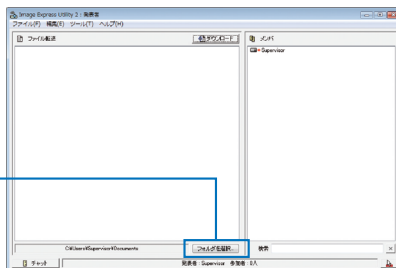 Image Express Utility 2 : 発表者
ファイル(F) 編集(E) ツール(T) ヘルプ(H)
ファイル転送
ダウンロード
メンバ
Supervisor
C:¥Users¥Supervisor¥Documents
フォルダを選択...
検索
チャット
発表者 : Supervisor 参加者 : 0人